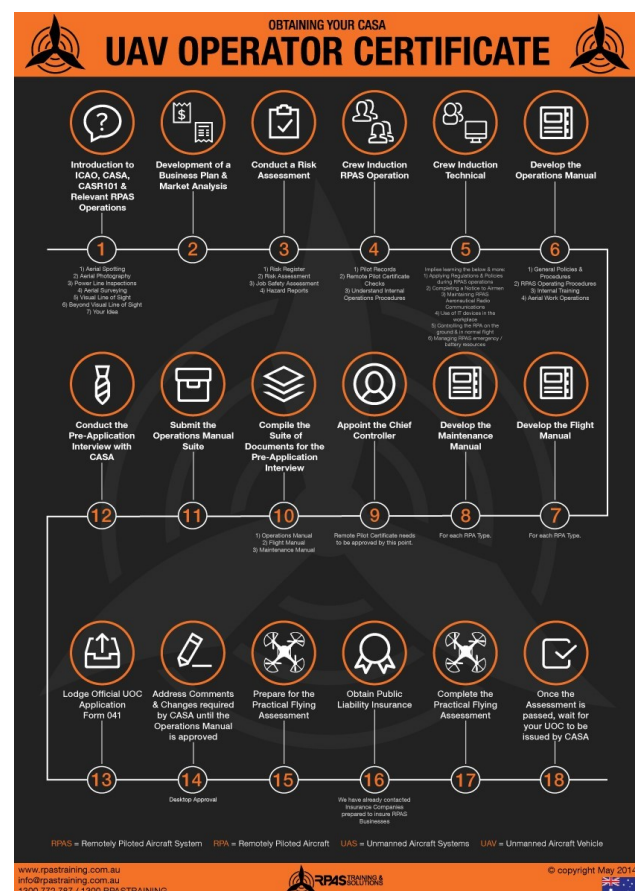 OBTAINING YOUR CASA
UAV OPERATOR CERTIFICATE
Introduction to
ICAO, CASA,
CASR101 &
Relevant RPAS
Operations
1
1) Aerial Spotting
2) Aerial Photography
3) Power Line Inspections
4) Aerial Surveying
5) Visual Line of Sight
6) Beyond Visual Line of Sight
7) Your Idea
Development of a
Business Plan &
Market Analysis
2
Conduct a Risk
Assessment
3
1) Risk Register
2) Risk Assessment
3) Job Safety Assessment
4) Hazard Reports
Crew Induction
RPAS Operation
4
1) Pilot Records
2) Remote Pilot Certificate
Checks
3) Understand Internal
Operations Procedures
Crew Induction
Technical
5
Implies learning the below & more:
1) Applying Regulations & Policies
during RPAS operations
2) Completing a Notice to Airmen
3) Maintaining RPAS
Aeronautical Radio
Communications
4) Use of IT devices in the
workplace
5) Controlling the RPA on the
ground & in normal flight
6) Managing RPAS emergency /
battery resources
Develop the
Operations Manual
6
1) General Policies &
Procedures
2) RPAS Operating Procedures
3) Internal Training
4) Aerial Work Operations
Develop the Flight
Manual
7
For each RPA Type.
Develop the
Maintenance
Manual
8
For each RPA Type.
Appoint the Chief
Controller
9
Remote Pilot Certificate needs
to be approved by this point.
Compile the
Suite of
Documents for the
Pre-Application
Interview
10
1) Operations Manual
2) Flight Manual
3) Maintenance Manual
Submit the
Operations Manual
Suite
11
Conduct the
Pre-Application
Interview with
CASA
12
Lodge Official UOC
Application
Form 041
13
Address Comments
& Changes required
by CASA until the
Operations Manual
is approved
14
Desktop Approval
Prepare for the
Practical Flying
Assessment
15
Obtain Public
Liability Insurance
16
We have already contacted
Insurance Companies
prepared to insure RPAS
Businesses
Complete the
Practical Flying
Assessment
17
Once the
Assessment is
passed, wait for
your UOC to be
issued by CASA
18
RPAS = Remotely Piloted Aircraft System RPA = Remotely Piloted Aircraft UAS = Unmanned Aircraft Systems UAV = Unmanned Aircraft Vehicle
www.rpastraining.com.au
info@rpastraining.com.au
1300 772 787 / 1300 RPASTRAINING
RPAS TRAINING & SOLUTIONS
© copyright May 2014